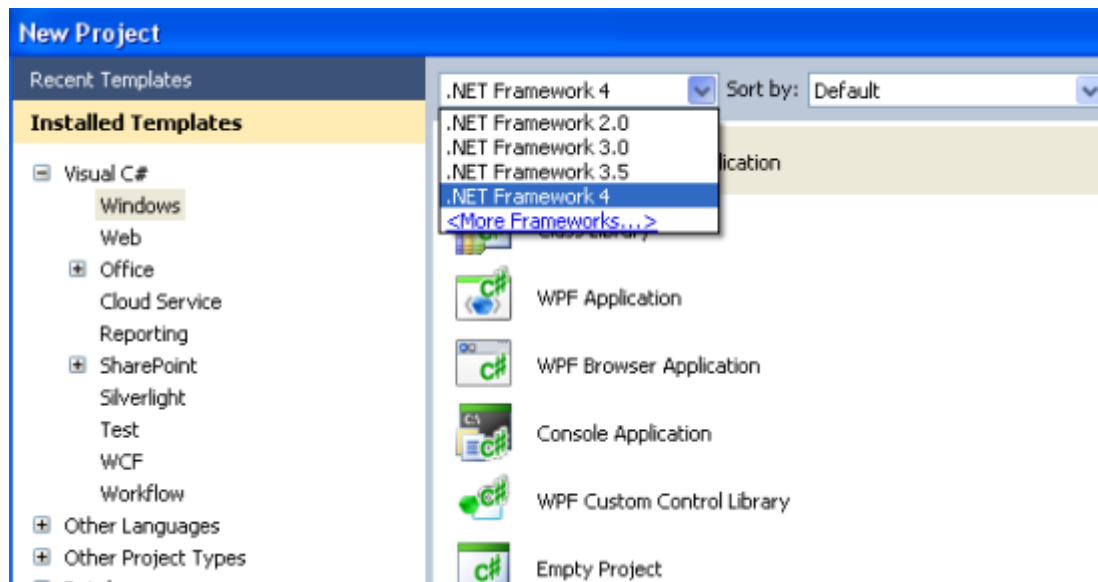 New Project
Recent Templates
Installed Templates
Visual C#
Windows
Web
Office
Cloud Service
Reporting
SharePoint
Silverlight
Test
WCF
Workflow
Other Languages
Other Project Types
.NET Framework 4
Sort by: Default
.NET Framework 2.0
.NET Framework 3.0
.NET Framework 3.5
.NET Framework 4
<More Frameworks...>
Class Library
WPF Application
WPF Browser Application
Console Application
WPF Custom Control Library
Empty Project